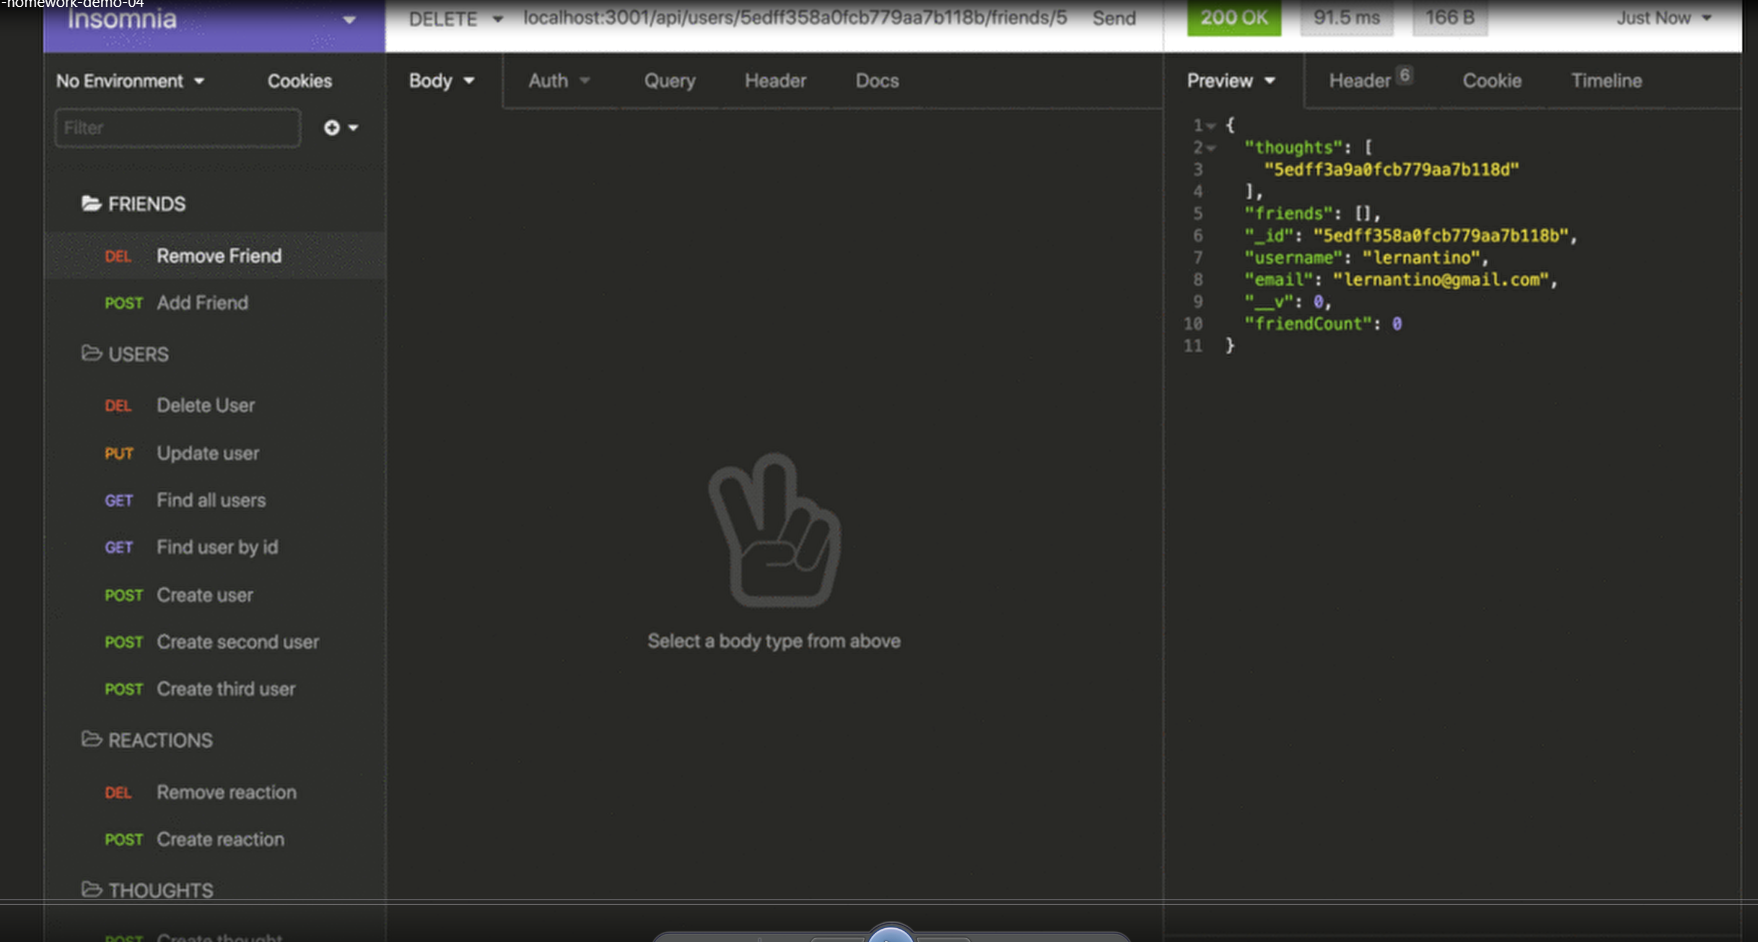 -homework-demo-04
Insomnia
DELETE localhost:3001/api/users/5edff358a0fcb779aa7b118b/friends/5 Send
200 OK 91.5 ms 166 B Just Now
No Environment Cookies
Body Auth Query Header Docs
Preview Header 6 Cookie Timeline
Filter
FRIENDS
DEL Remove Friend
POST Add Friend
USERS
DEL Delete User
PUT Update user
GET Find all users
GET Find user by id
POST Create user
POST Create second user
POST Create third user
REACTIONS
DEL Remove reaction
POST Create reaction
THOUGHTS
POST Create thought
Select a body type from above
1 {
2 "thoughts": [
3 "5edff3a9a0fcb779aa7b118d"
4 ],
5 "friends": [],
6 "_id": "5edff358a0fcb779aa7b118b",
7 "username": "lernantino",
8 "email": "lernantino@gmail.com",
9 "__v": 0,
10 "friendCount": 0
11 }